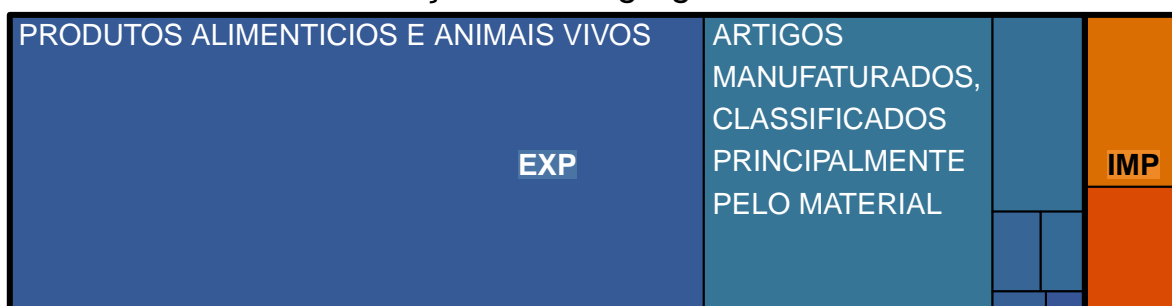 PRODUTOS ALIMENTICIOS E ANIMAIS VIVOS
ARTIGOS
MANUFATURADOS,
CLASSIFICADOS
PRINCIPALMENTE
PELO MATERIAL
EXP
IMP